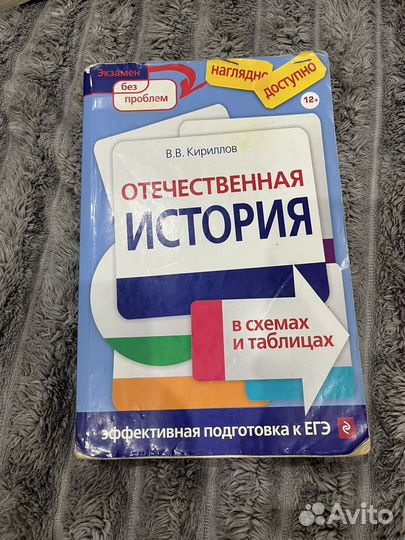 Экзамен
без
проблем
наглядно
доступно
12+
В.В. Кириллов
ОТЕЧЕСТВЕННАЯ
ИСТОРИЯ
в схемах
и таблицах
эффективная подготовка к ЕГЭ
Avito